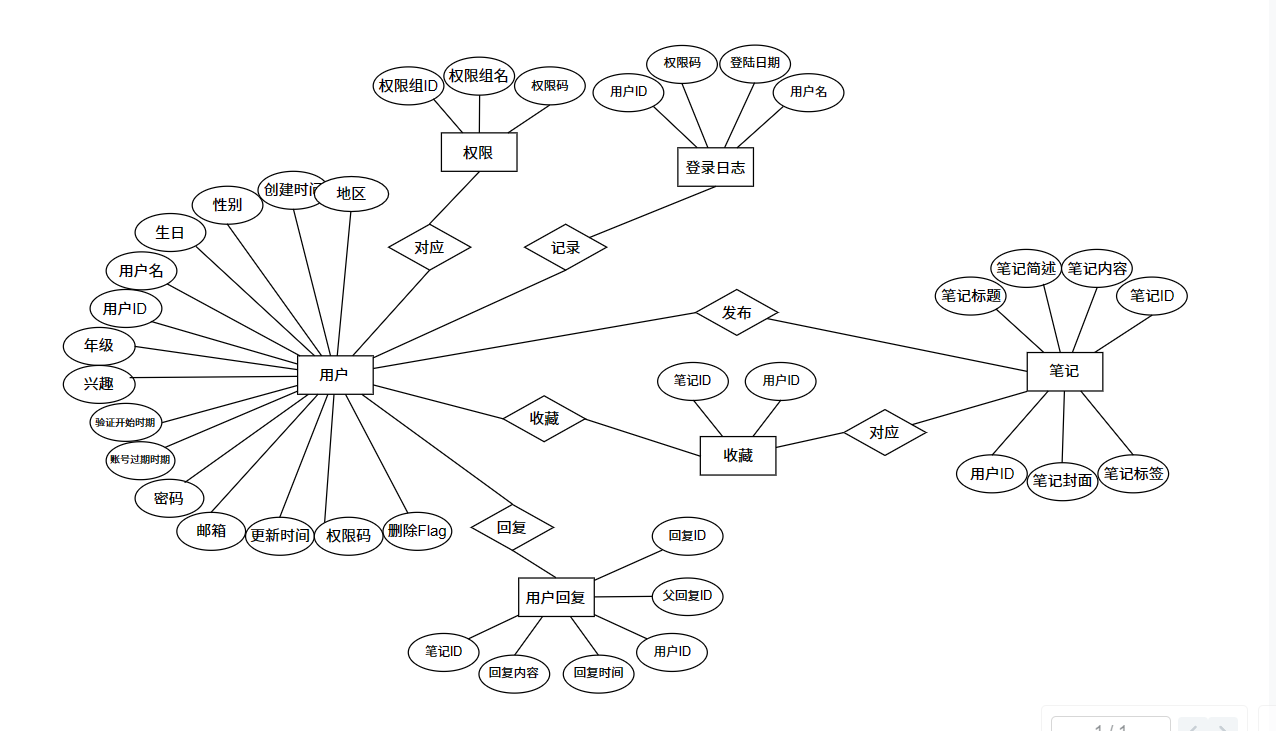 权限组ID
权限组名
权限码
用户ID
权限码
登陆日期
用户名
权限
登录日志
对应
记录
创建时间
地区
性别
生日
用户名
用户ID
年级
兴趣
验证开始时期
账号过期时期
密码
邮箱
更新时间
权限码
删除Flag
用户
发布
收藏
笔记ID
用户ID
收藏
对应
笔记标题
笔记简述
笔记内容
笔记ID
笔记
用户ID
笔记封面
笔记标签
回复
用户回复
回复ID
父回复ID
笔记ID
回复内容
回复时间
用户ID
1 / 1